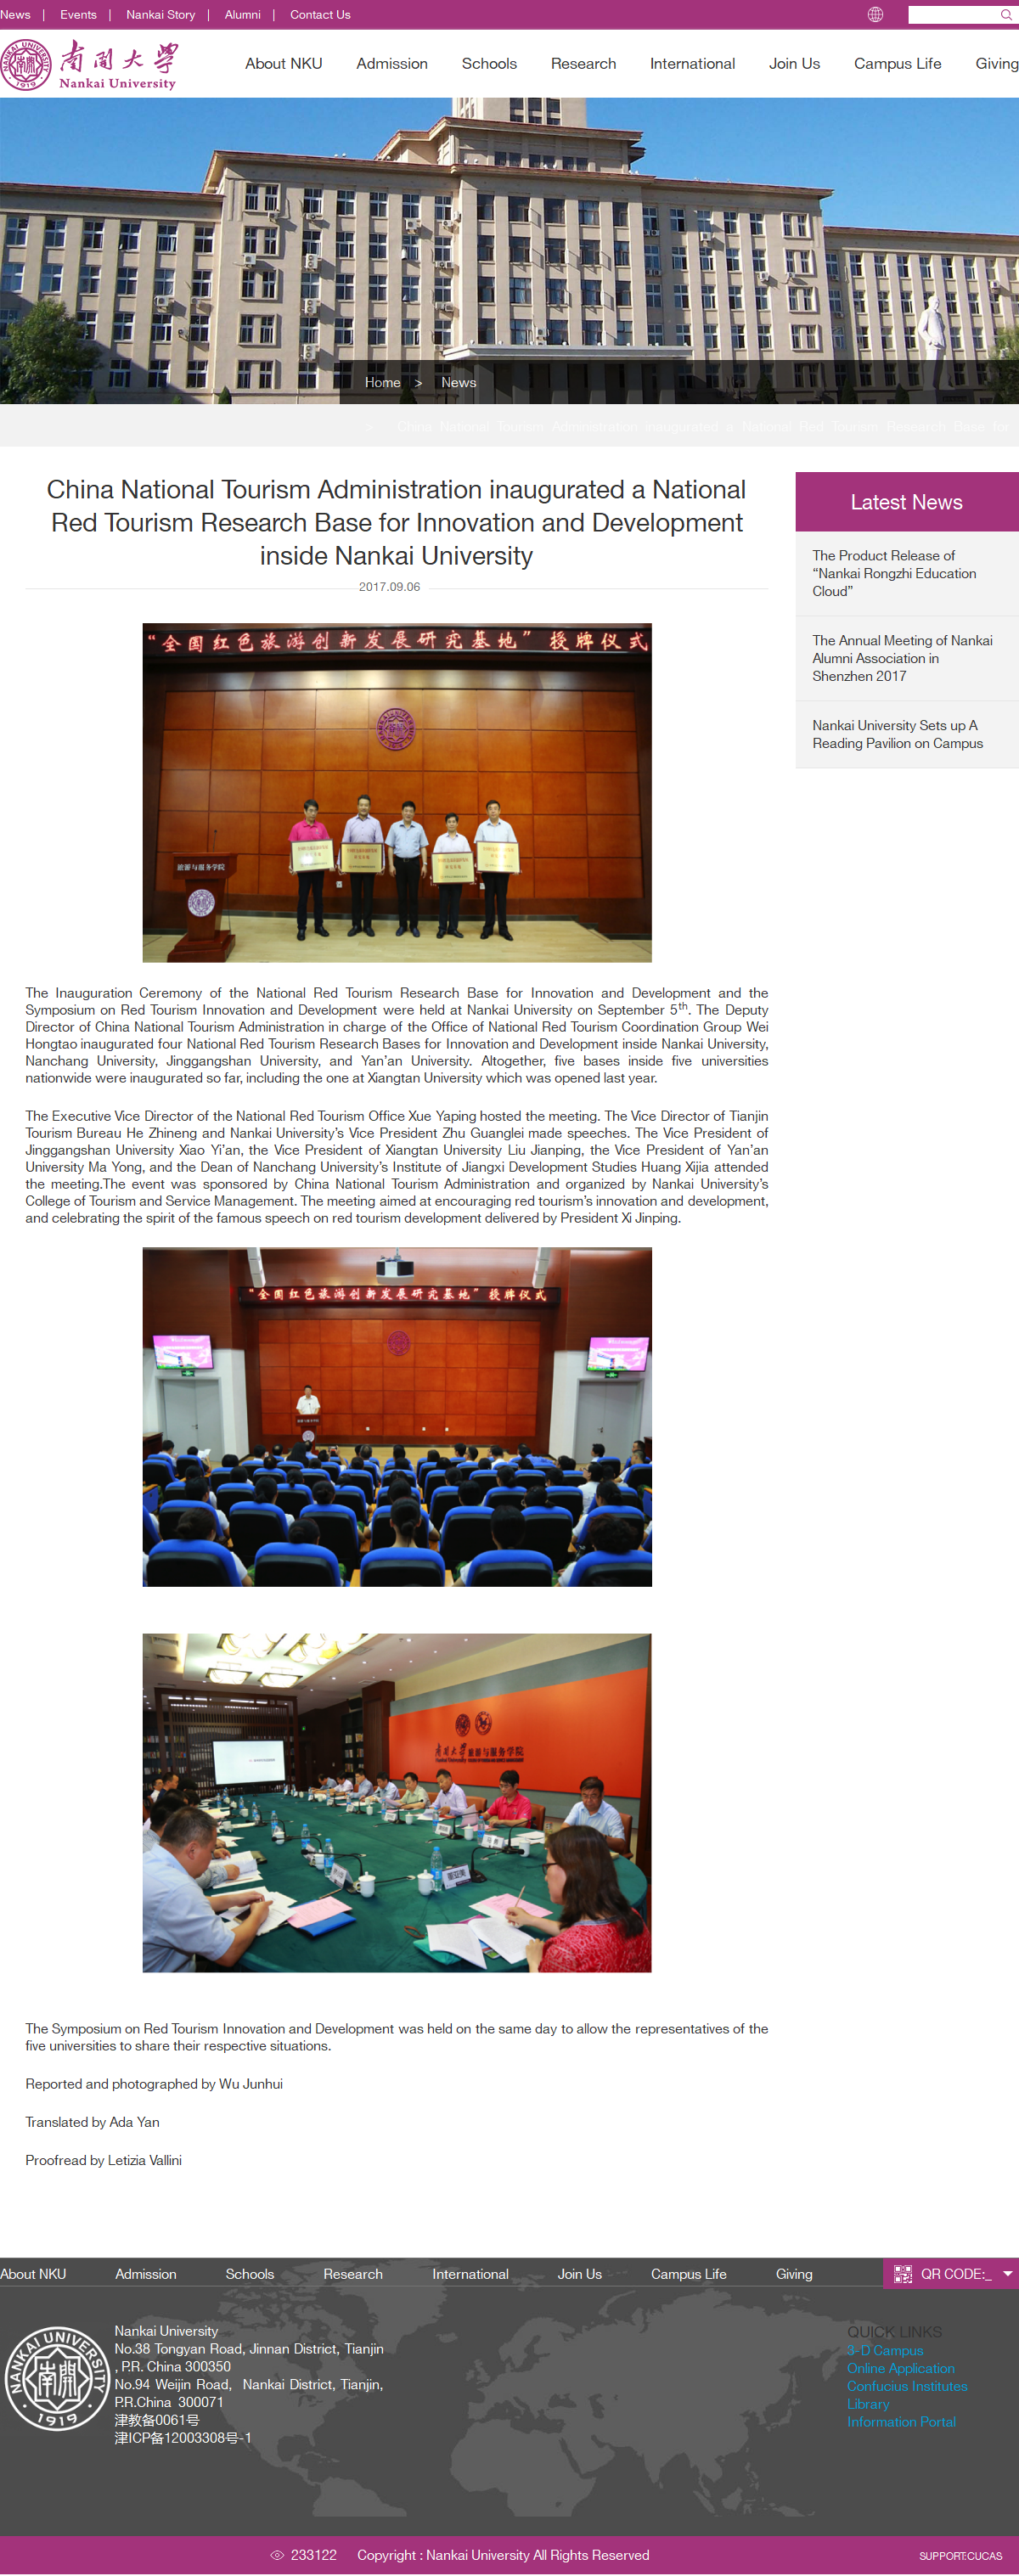 News | Events | Nankai Story | Alumni | Contact Us
南開大學
Nankai University
About NKU Admission Schools Research International Join Us Campus Life Giving
Home > News
> China National Tourism Administration inaugurated a National Red Tourism Research Base for
China National Tourism Administration inaugurated a National
Red Tourism Research Base for Innovation and Development
inside Nankai University
2017.09.06
Latest News
The Product Release of
“Nankai Rongzhi Education
Cloud”
The Annual Meeting of Nankai
Alumni Association in
Shenzhen 2017
Nankai University Sets up A
Reading Pavilion on Campus
“全国红色旅游创新发展研究基地”授牌仪式
旅游与服务学院
The Inauguration Ceremony of the National Red Tourism Research Base for Innovation and Development and the
Symposium on Red Tourism Innovation and Development were held at Nankai University on September 5th. The Deputy
Director of China National Tourism Administration in charge of the Office of National Red Tourism Coordination Group Wei
Hongtao inaugurated four National Red Tourism Research Bases for Innovation and Development inside Nankai University,
Nanchang University, Jinggangshan University, and Yan’an University. Altogether, five bases inside five universities
nationwide were inaugurated so far, including the one at Xiangtan University which was opened last year.
The Executive Vice Director of the National Red Tourism Office Xue Yaping hosted the meeting. The Vice Director of Tianjin
Tourism Bureau He Zhineng and Nankai University’s Vice President Zhu Guanglei made speeches. The Vice President of
Jinggangshan University Xiao Yi’an, the Vice President of Xiangtan University Liu Jianping, the Vice President of Yan’an
University Ma Yong, and the Dean of Nanchang University’s Institute of Jiangxi Development Studies Huang Xijia attended
the meeting.The event was sponsored by China National Tourism Administration and organized by Nankai University’s
College of Tourism and Service Management. The meeting aimed at encouraging red tourism’s innovation and development,
and celebrating the spirit of the famous speech on red tourism development delivered by President Xi Jinping.
“全国红色旅游创新发展研究基地”授牌仪式
南開大學 旅游与服务学院
The Symposium on Red Tourism Innovation and Development was held on the same day to allow the representatives of the
five universities to share their respective situations.
Reported and photographed by Wu Junhui
Translated by Ada Yan
Proofread by Letizia Vallini
About NKU Admission Schools Research International Join Us Campus Life Giving QR CODE:_
NANKAI UNIVERSITY
1919
Nankai University
No.38 Tongyan Road, Jinnan District, Tianjin
, P.R. China 300350
No.94 Weijin Road, Nankai District, Tianjin,
P.R.China 300071
津教备0061号
津ICP备12003308号-1
QUICK LINKS
3-D Campus
Online Application
Confucius Institutes
Library
Information Portal
233122 Copyright : Nankai University All Rights Reserved
SUPPORT:CUCAS